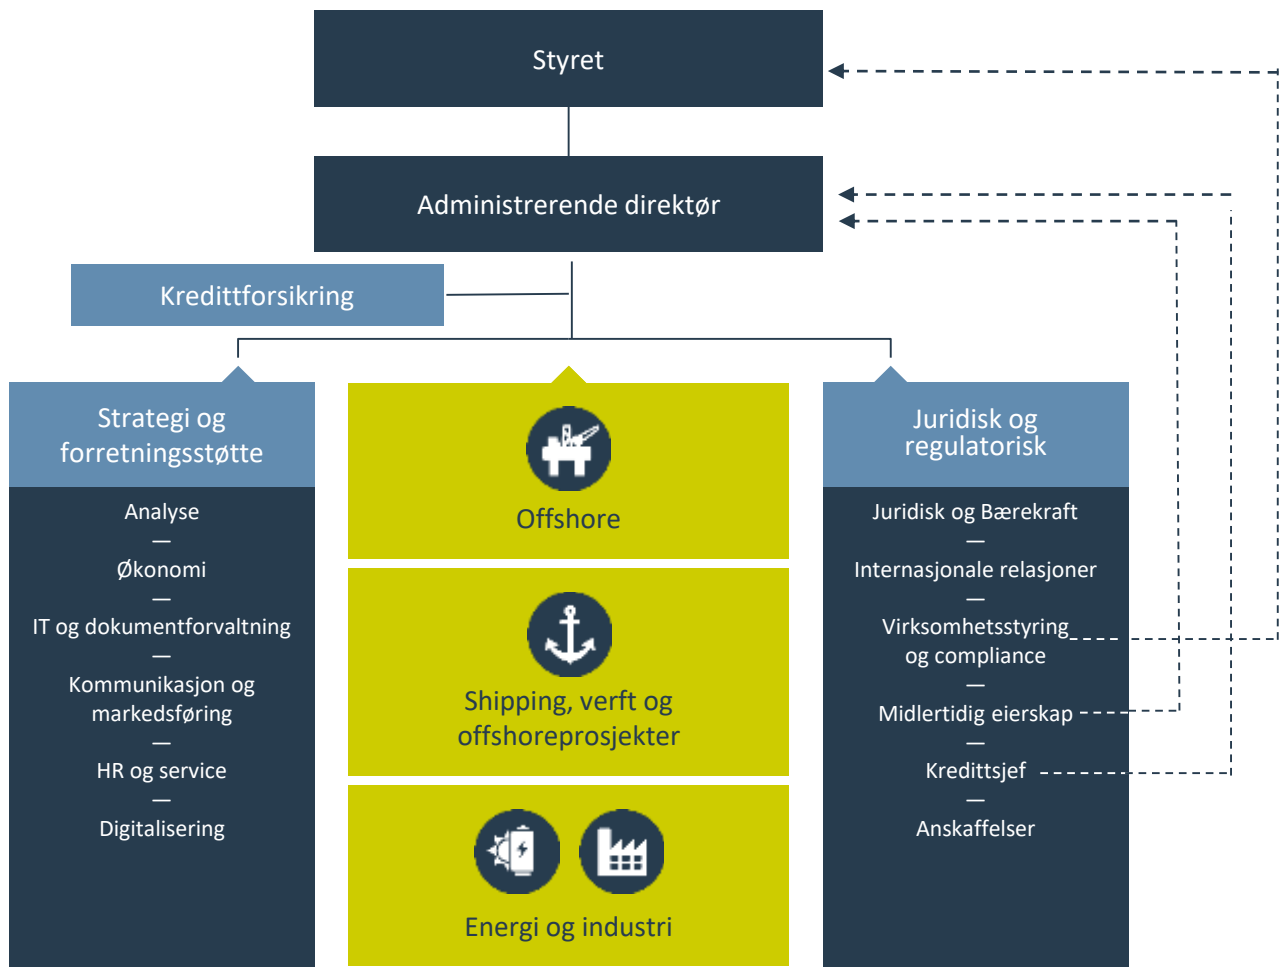 Styret
Administrerende direktør
Kredittforsikring
Strategi og
forretningsstøtte
Analyse
—
Økonomi
—
IT og dokumentforvaltning
—
Kommunikasjon og
markedsføring
—
HR og service
—
Digitalisering
Offshore
Shipping, verft og
offshoreprosjekter
Energi og industri
Juridisk og
regulatorisk
Juridisk og Bærekraft
—
Internasjonale relasjoner
—
Virksomhetsstyring
og compliance
—
Midlertidig eierskap
—
Kredittsjef
—
Anskaffelser